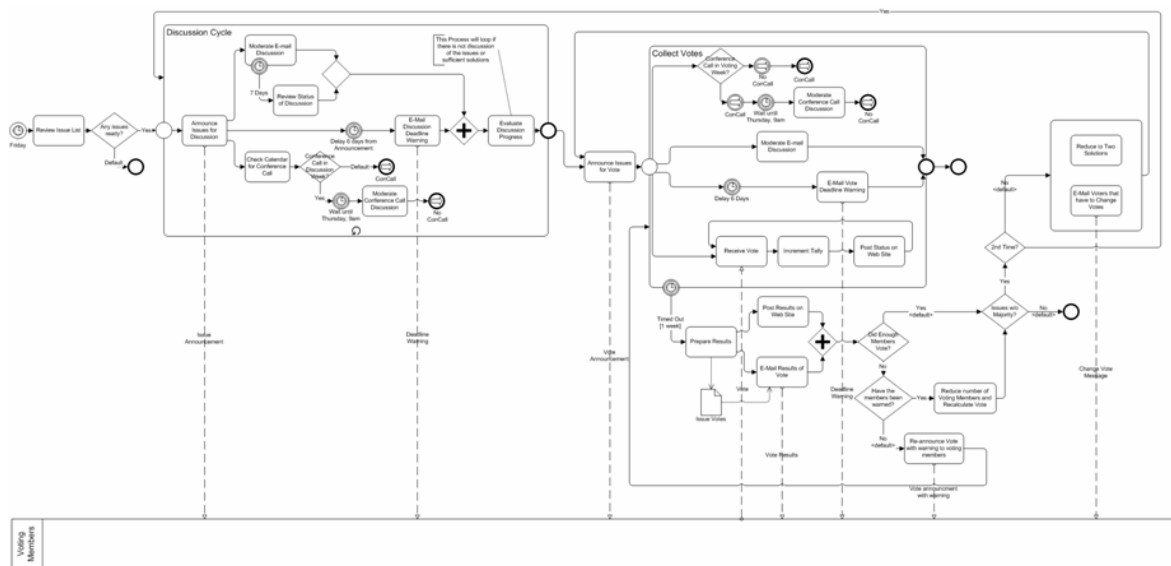 Yes
Discussion Cycle
This Process will loop if
there is not discussion
of the issues or
sufficient solutions
Moderate E-mail
Discussion
7 Days
Review Status
of Discussion
Friday
Review Issue List
Any issues
ready?
Yes
Default
Announce
Issues for
Discussion
Delay 6 days from
Announcement
E-Mail
Discussion
Deadline
Warning
Evaluate
Discussion
Progress
Check Calendar
for Conference
Call
Conference
Call in
Discussion
Week?
Default
ConCall
Yes
Wait until
Thursday, 9am
Moderate
Conference Call
Discussion
No
ConCall
Announce Issues
for Vote
Collect Votes
Conference
Call in Voting
Week?
No
ConCall
ConCall
ConCall
Wait until
Thursday, 9am
Moderate
Conference Call
Discussion
No
ConCall
Moderate E-mail
Discussion
Delay 6 Days
E-Mail Vote
Deadline Warning
Receive Vote
Increment Tally
Post Status on
Web Site
Timed Out
[1 week]
Prepare Results
Post Results on
Web Site
E-Mail Results of
Vote
Issue Votes
Did Enough
Members
Vote?
Yes
<default>
No
Have the
members been
warned?
Yes
Reduce number of
Voting Members and
Recalculate Vote
No
<default>
Re-announce Vote
with warning to voting
members
Issues w/o
Majority?
No
<default>
Yes
2nd Time?
No
<default>
Reduce to Two
Solutions
E-Mail Voters that
have to Change
Votes
Issue
Announcement
Deadline
Warning
Vote
Announcement
Vote
Deadline
Warning
Vote Results
Vote announcment
with warning
Change Vote
Message
Voting
Members